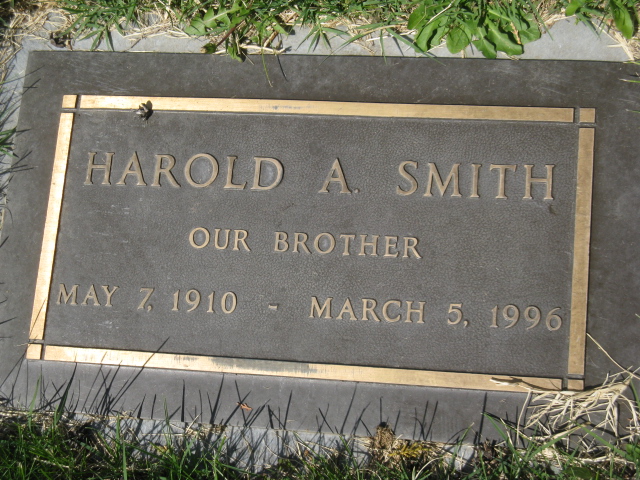 HAROLD A. SMITH
OUR BROTHER
MAY 7, 1910 - MARCH 5, 1996